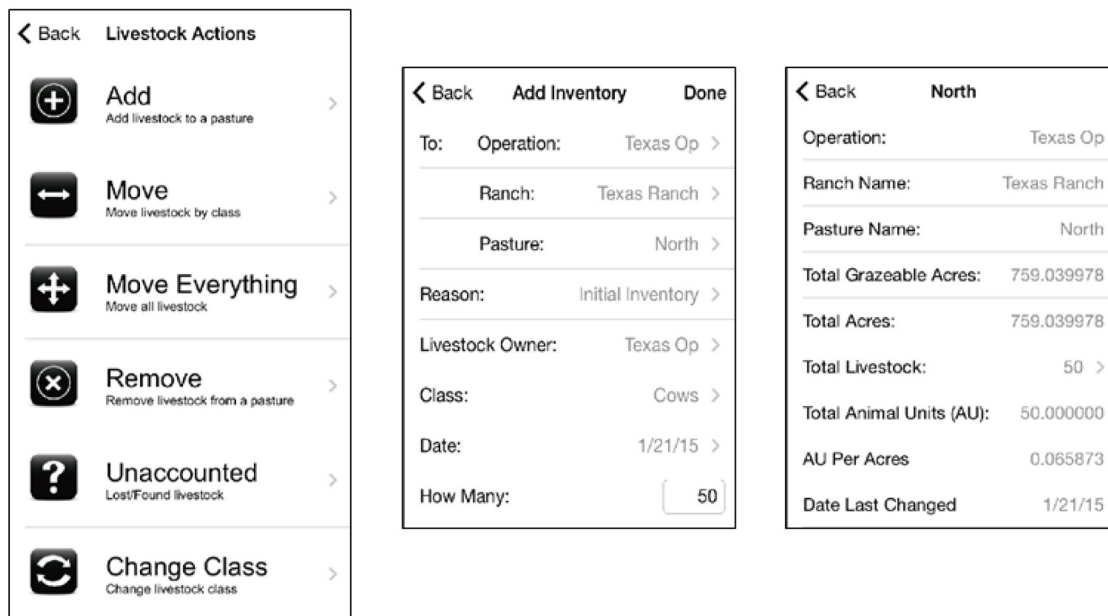 Back Livestock Actions
Add
Add livestock to a pasture
Move
Move livestock by class
Move Everything
Move all livestock
Remove
Remove livestock from a pasture
Unaccounted
Lost/Found livestock
Change Class
Change livestock class
Back Add Inventory Done
To: Operation: Texas Op
Ranch: Texas Ranch
Pasture: North
Reason: Initial Inventory
Livestock Owner: Texas Op
Class: Cows
Date: 1/21/15
How Many: 50
Back North
Operation: Texas Op
Ranch Name: Texas Ranch
Pasture Name: North
Total Grazeable Acres: 759.039978
Total Acres: 759.039978
Total Livestock: 50
Total Animal Units (AU): 50.000000
AU Per Acres 0.065873
Date Last Changed 1/21/15